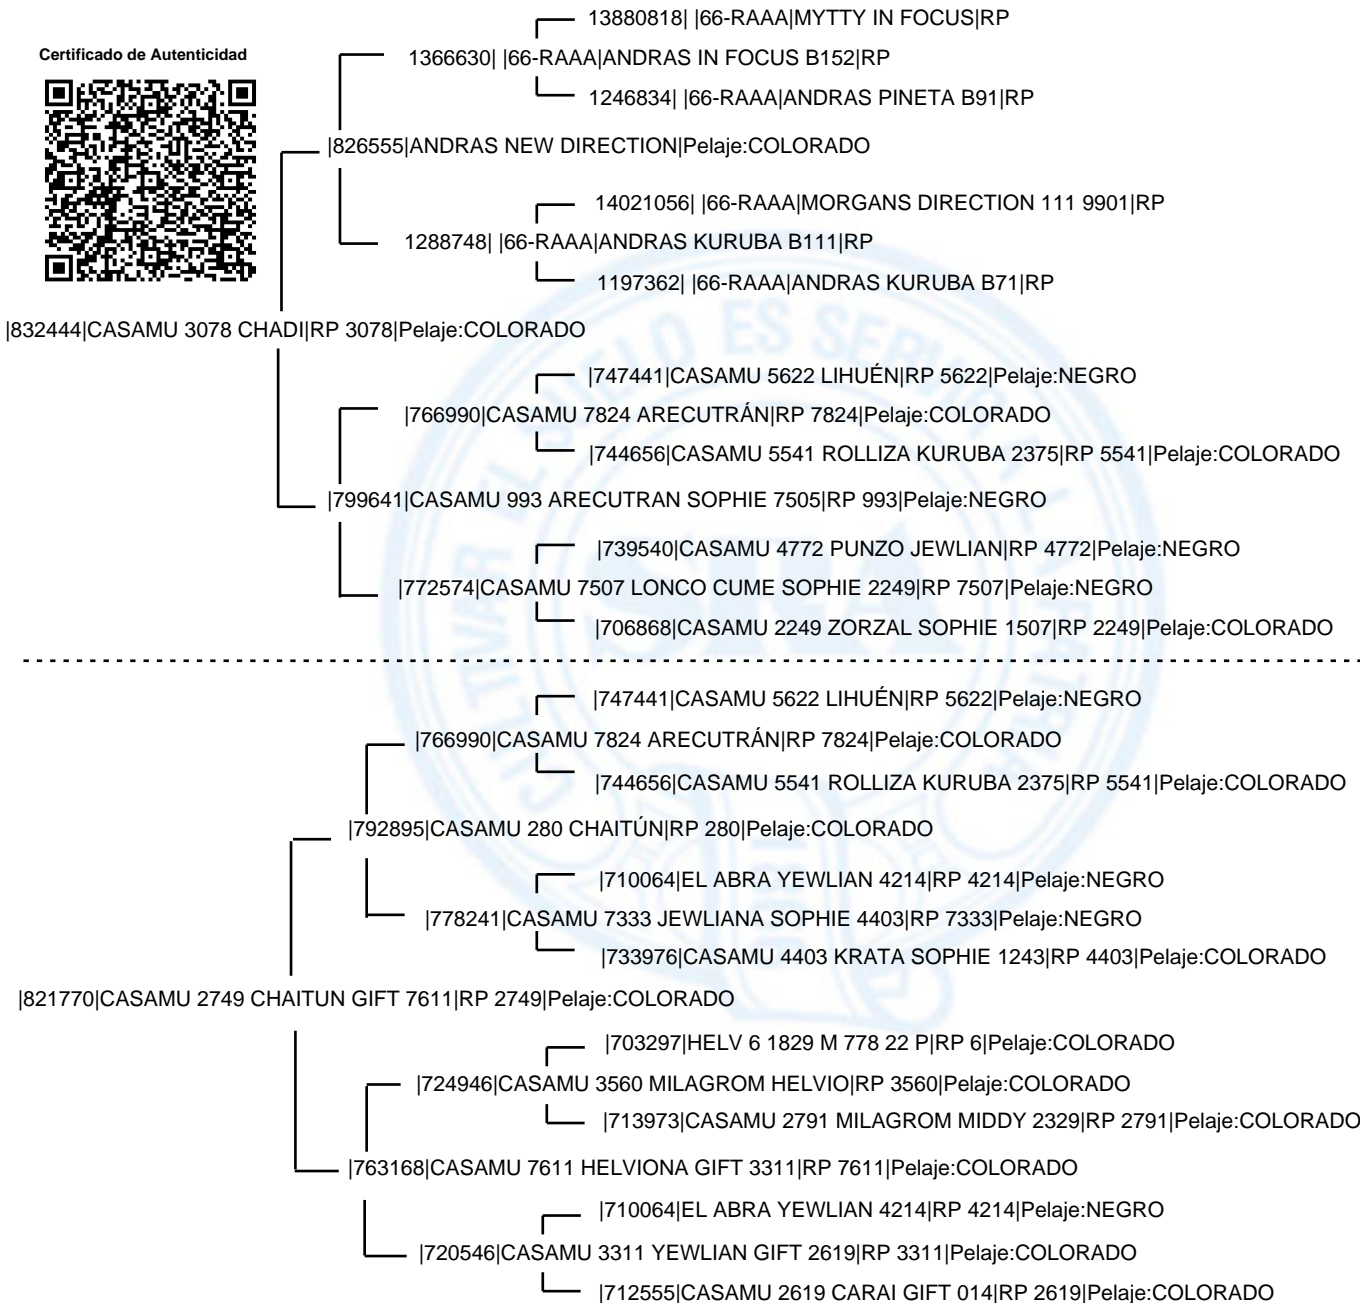 13880818| |66-RAAA|MYTTY IN FOCUS|RP
Certificado de Autenticidad
1366630| |66-RAAA|ANDRAS IN FOCUS B152|RP
1246834| |66-RAAA|ANDRAS PINETA B91|RP
|826555|ANDRAS NEW DIRECTION|Pelaje:COLORADO
14021056| |66-RAAA|MORGANS DIRECTION 111 9901|RP
1288748| |66-RAAA|ANDRAS KURUBA B111|RP
1197362| |66-RAAA|ANDRAS KURUBA B71|RP
|832444|CASAMU 3078 CHADI|RP 3078|Pelaje:COLORADO
|747441|CASAMU 5622 LIHUÉN|RP 5622|Pelaje:NEGRO
|766990|CASAMU 7824 ARECUTRÁN|RP 7824|Pelaje:COLORADO
|744656|CASAMU 5541 ROLLIZA KURUBA 2375|RP 5541|Pelaje:COLORADO
|799641|CASAMU 993 ARECUTRAN SOPHIE 7505|RP 993|Pelaje:NEGRO
|739540|CASAMU 4772 PUNZO JEWLIAN|RP 4772|Pelaje:NEGRO
|772574|CASAMU 7507 LONCO CUME SOPHIE 2249|RP 7507|Pelaje:NEGRO
|706868|CASAMU 2249 ZORZAL SOPHIE 1507|RP 2249|Pelaje:COLORADO
|747441|CASAMU 5622 LIHUÉN|RP 5622|Pelaje:NEGRO
|766990|CASAMU 7824 ARECUTRÁN|RP 7824|Pelaje:COLORADO
|744656|CASAMU 5541 ROLLIZA KURUBA 2375|RP 5541|Pelaje:COLORADO
|792895|CASAMU 280 CHAITÚN|RP 280|Pelaje:COLORADO
|710064|EL ABRA YEWLIAN 4214|RP 4214|Pelaje:NEGRO
|778241|CASAMU 7333 JEWLIANA SOPHIE 4403|RP 7333|Pelaje:NEGRO
|733976|CASAMU 4403 KRATA SOPHIE 1243|RP 4403|Pelaje:COLORADO
|821770|CASAMU 2749 CHAITUN GIFT 7611|RP 2749|Pelaje:COLORADO
|703297|HELV 6 1829 M 778 22 P|RP 6|Pelaje:COLORADO
|724946|CASAMU 3560 MILAGROM HELVIO|RP 3560|Pelaje:COLORADO
|713973|CASAMU 2791 MILAGROM MIDDY 2329|RP 2791|Pelaje:COLORADO
|763168|CASAMU 7611 HELVIONA GIFT 3311|RP 7611|Pelaje:COLORADO
|710064|EL ABRA YEWLIAN 4214|RP 4214|Pelaje:NEGRO
|720546|CASAMU 3311 YEWLIAN GIFT 2619|RP 3311|Pelaje:COLORADO
|712555|CASAMU 2619 CARAI GIFT 014|RP 2619|Pelaje:COLORADO
CULTIVAR EL SUELO ES SERVIR A LA PATRIA
SRA